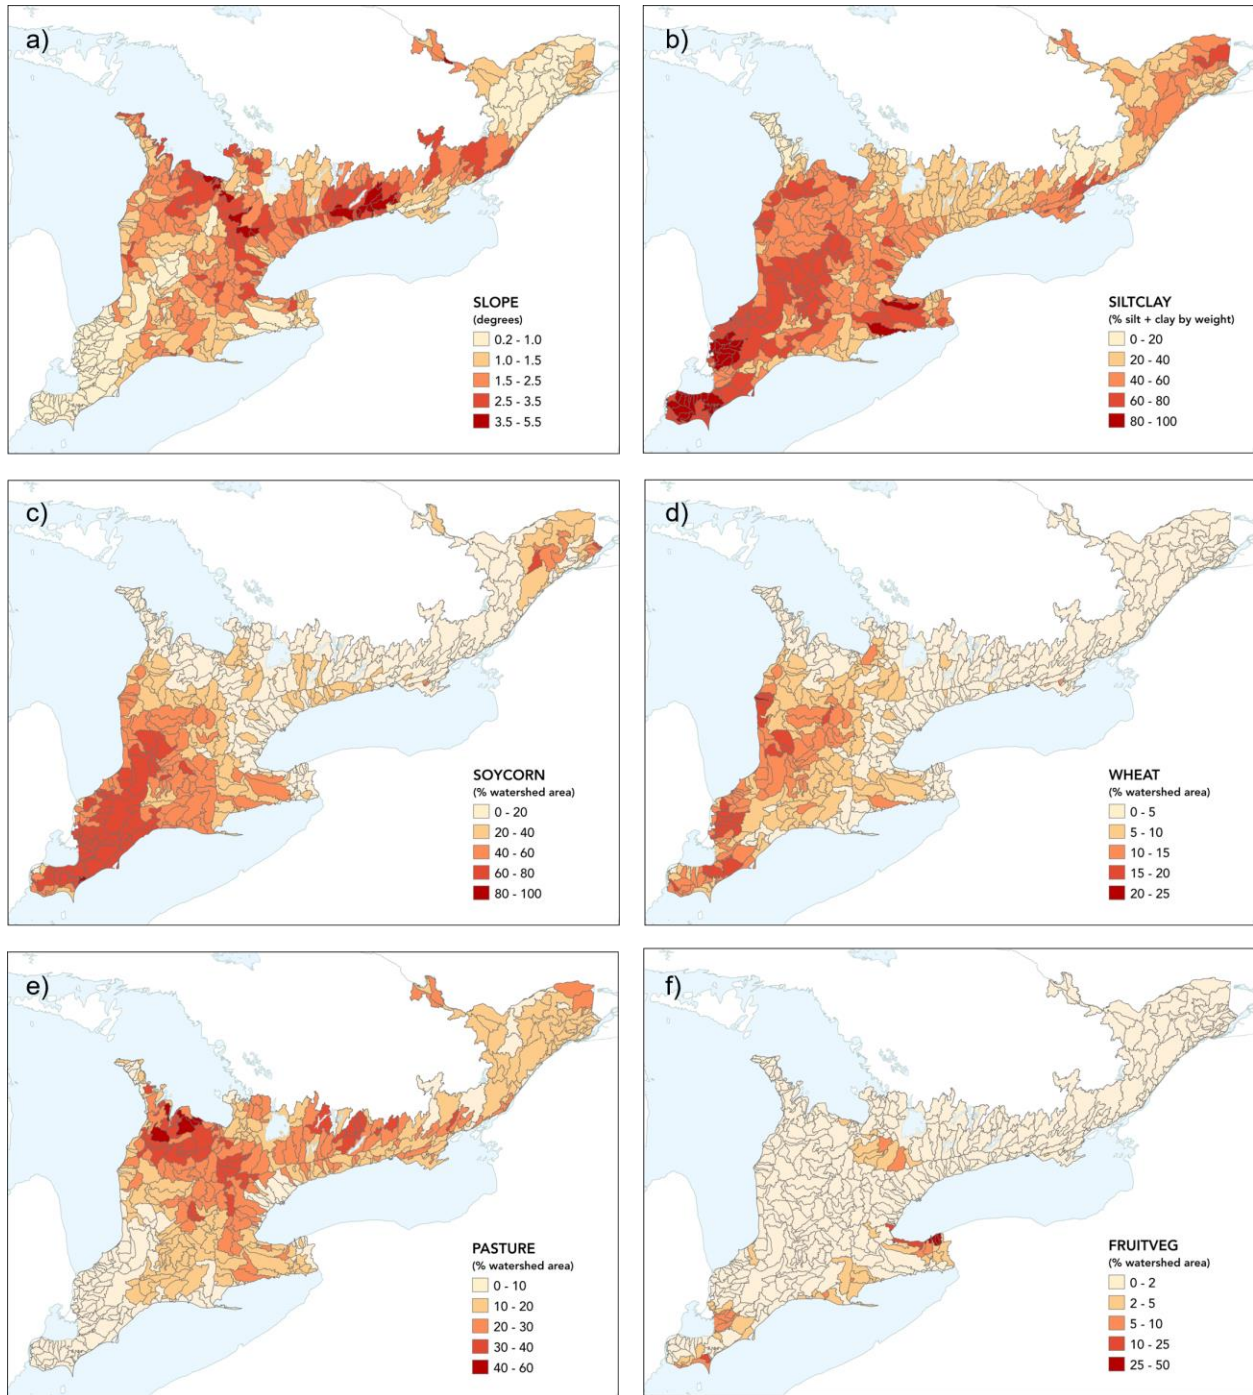 a)
SLOPE
(degrees)
0.2 - 1.0
1.0 - 1.5
1.5 - 2.5
2.5 - 3.5
3.5 - 5.5
b)
SILTCLAY
(% silt + clay by weight)
0 - 20
20 - 40
40 - 60
60 - 80
80 - 100
c)
SOYCORN
(% watershed area)
0 - 20
20 - 40
40 - 60
60 - 80
80 - 100
d)
WHEAT
(% watershed area)
0 - 5
5 - 10
10 - 15
15 - 20
20 - 25
e)
PASTURE
(% watershed area)
0 - 10
10 - 20
20 - 30
30 - 40
40 - 60
f)
FRUITVEG
(% watershed area)
0 - 2
2 - 5
5 - 10
10 - 25
25 - 50